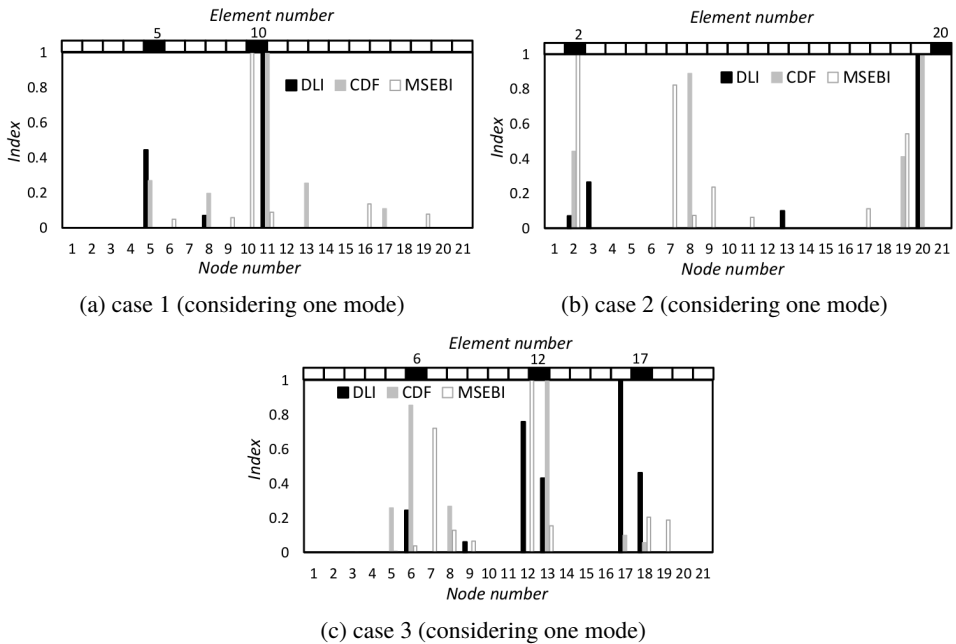 Element number
5 10
1
0.8
0.6
0.4
0.2
0
Index
DLI CDF MSEBI
1 2 3 4 5 6 7 8 9 10 11 12 13 14 15 16 17 18 19 20 21
Node number
(a) case 1 (considering one mode)
Element number
2 20
1
0.8
0.6
0.4
0.2
0
Index
DLI CDF MSEBI
1 2 3 4 5 6 7 8 9 10 11 12 13 14 15 16 17 18 19 20 21
Node number
(b) case 2 (considering one mode)
Element number
6 12 17
1
0.8
0.6
0.4
0.2
0
Index
DLI CDF MSEBI
1 2 3 4 5 6 7 8 9 10 11 12 13 14 15 16 17 18 19 20 21
Node number
(c) case 3 (considering one mode)